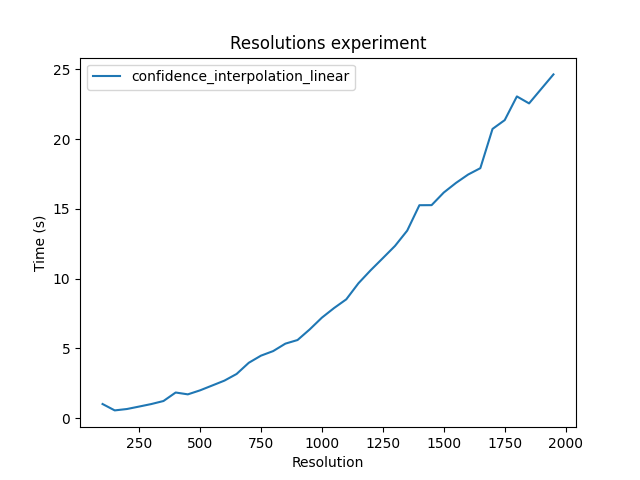 Resolutions experiment
confidence_interpolation_linear
25
20
15
10
5
0
Time (s)
250 500 750 1000 1250 1500 1750 2000
Resolution